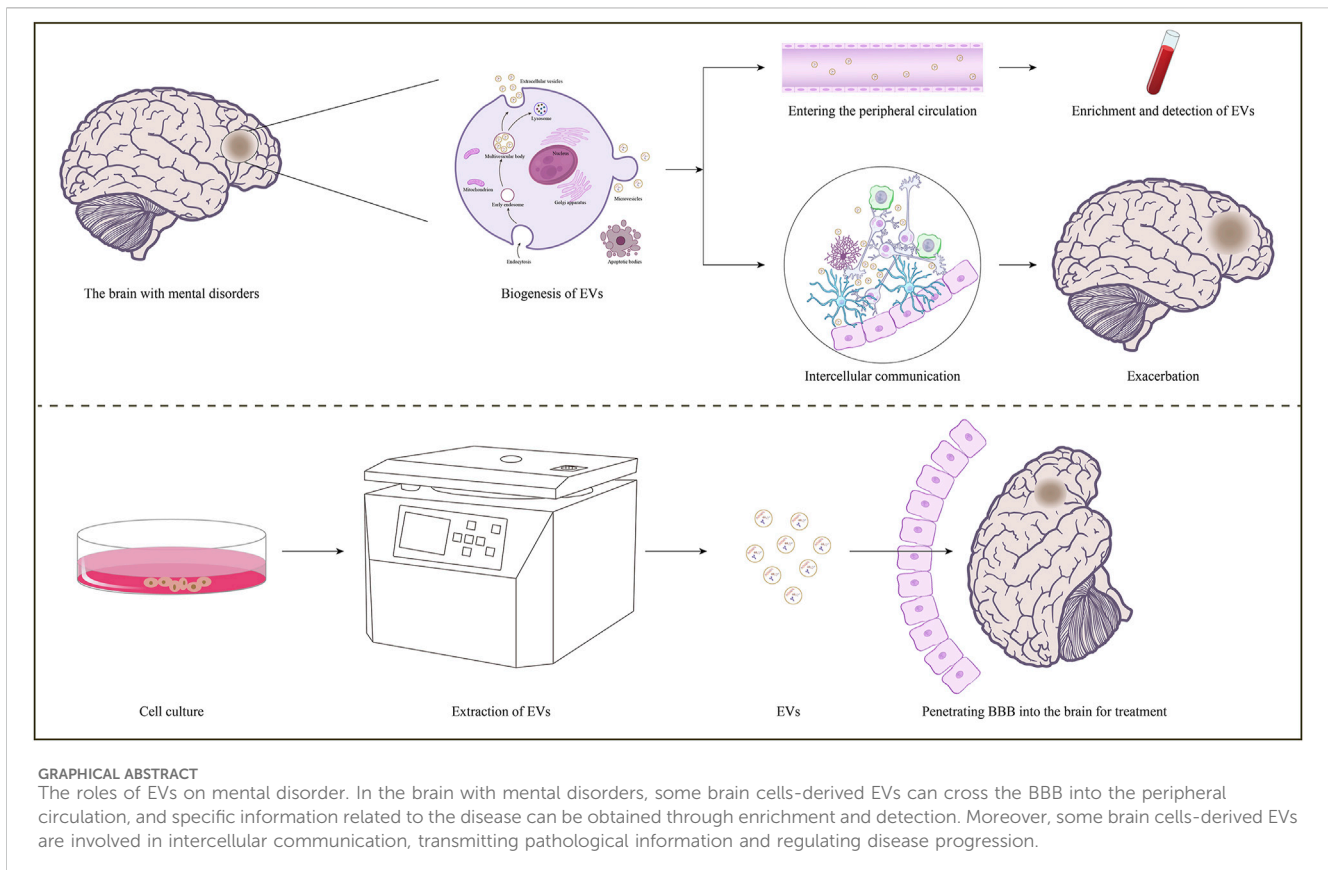 Extracellular vesicles
Lysosome
Multivesicular body
Nucleus
Mitochondrion
Early endosome
Golgi apparatus
Microvesicles
Endocytosis
Apoptotic bodies
The brain with mental disorders
Biogenesis of EVs
Entering the peripheral circulation
Enrichment and detection of EVs
Intercellular communication
Exacerbation
Cell culture
Extraction of EVs
EVs
Penetrating BBB into the brain for treatment
GRAPHICAL ABSTRACT
The roles of EVs on mental disorder. In the brain with mental disorders, some brain cells-derived EVs can cross the BBB into the peripheral
circulation, and specific information related to the disease can be obtained through enrichment and detection. Moreover, some brain cells-derived EVs
are involved in intercellular communication, transmitting pathological information and regulating disease progression.